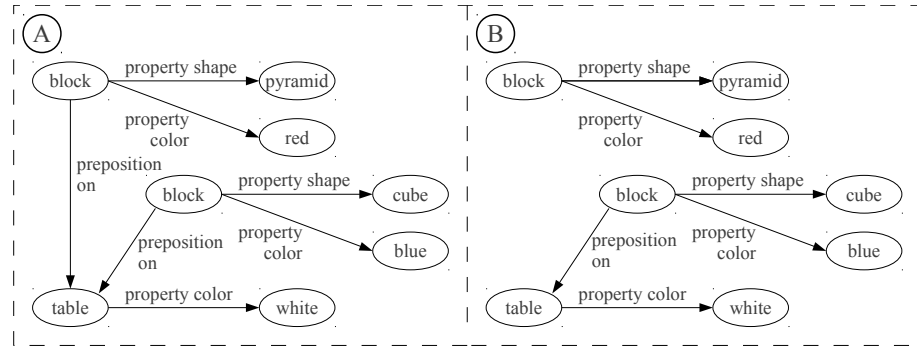 A
block
property shape
pyramid
property
color
red
preposition
on
block
property shape
cube
property
color
blue
preposition
on
table
property color
white
B
block
property shape
pyramid
property
color
red
block
property shape
cube
property
color
blue
preposition
on
table
property color
white